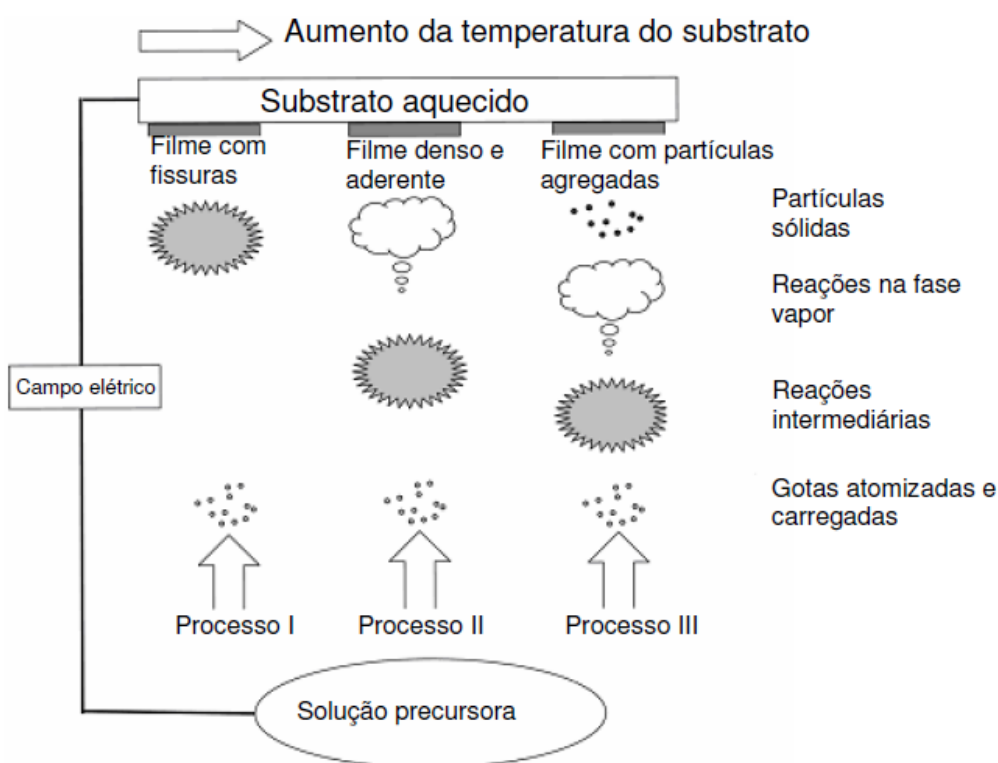 Aumento da temperatura do substrato
Substrato aquecido
Filme com
fissuras
Filme denso e
aderente
Filme com partículas
agregadas
Partículas
sólidas
Reações na fase
vapor
Campo elétrico
Reações
intermediárias
Gotas atomizadas e
carregadas
Processo I
Processo II
Processo III
Solução precursora